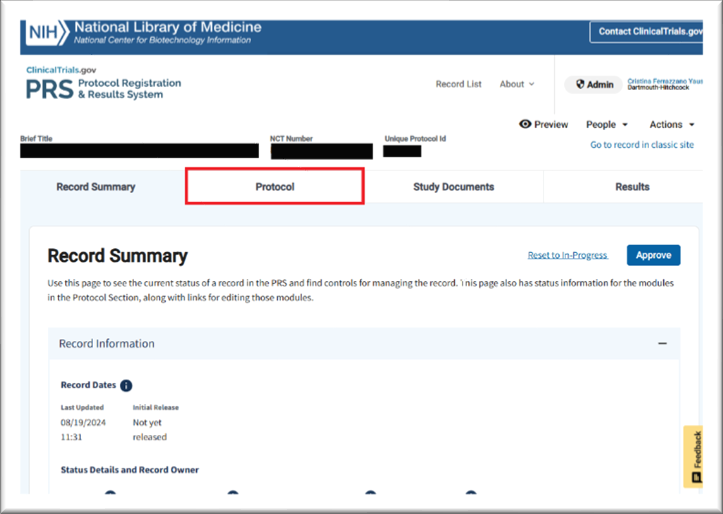 NIH National Library of Medicine
National Center for Biotechnology Information
Contact ClinicalTrials.gov
ClinicalTrials.gov
PRS Protocol Registration
& Results System
Record List About
Admin
Cristina Ferrazzano Yaus
Dartmouth-Hitchcock
Preview People Actions
Brief Title NCT Number Unique Protocol Id
Go to record in classic site
Record Summary Protocol Study Documents Results
Record Summary
Reset to In-Progress Approve
Use this page to see the current status of a record in the PRS and find controls for managing the record. This page also has status information for the modules
in the Protocol Section, along with links for editing those modules.
Record Information
Record Dates
Last Updated Initial Release
08/19/2024 Not yet
11:31 released
Feedback
Status Details and Record Owner